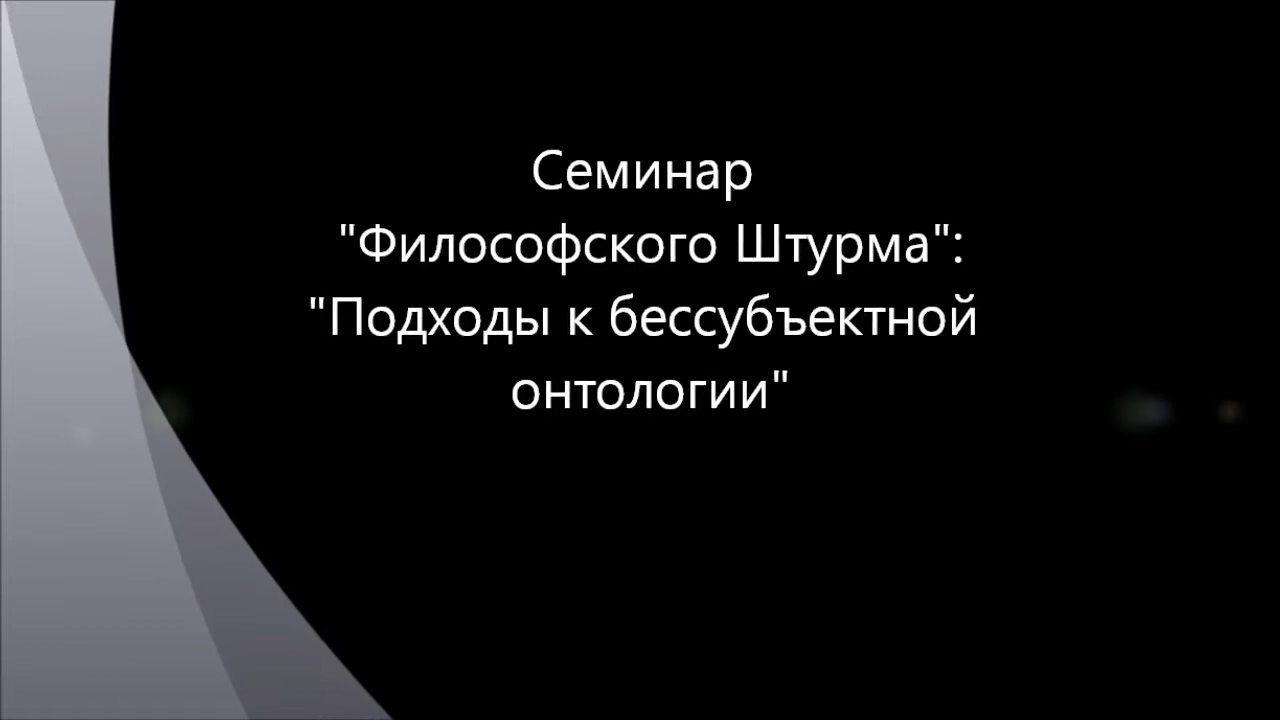 Семинар
"Философского Штурма":
"Подходы к бессубъектной
онтологии"